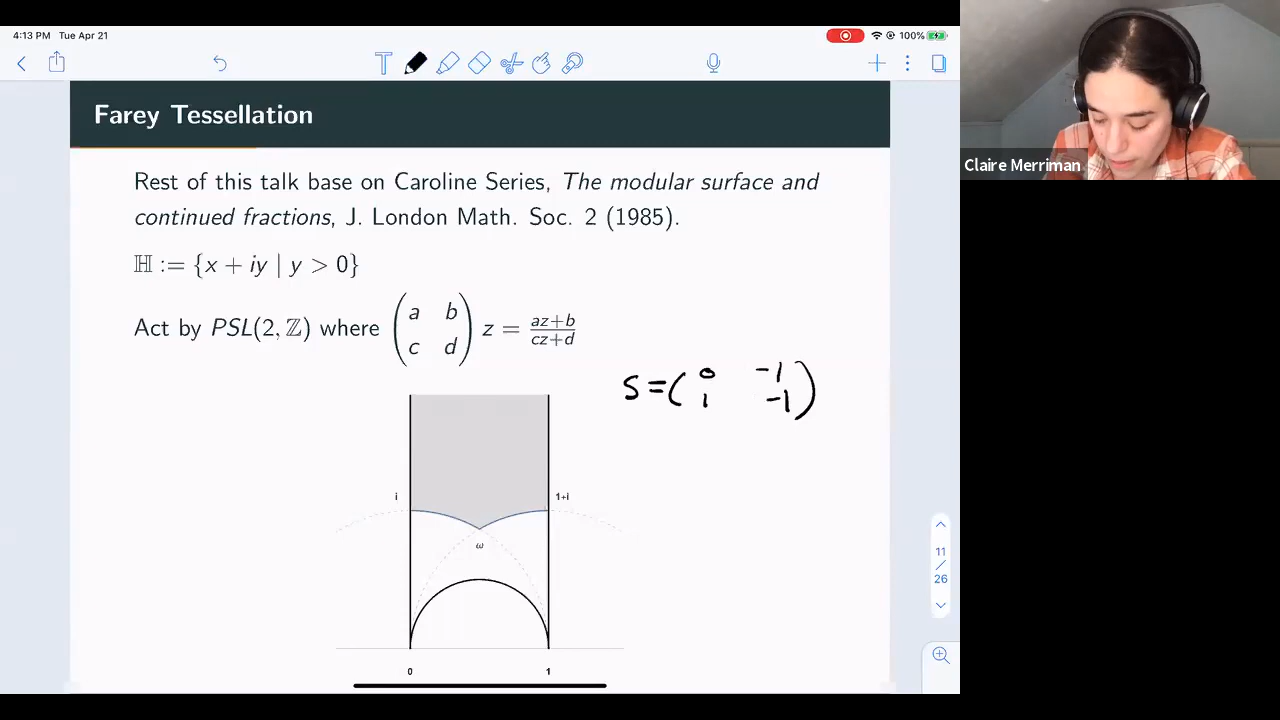 4:13 PM Tue Apr 21
100%
T
Farey Tessellation
Claire Merriman
Rest of this talk base on Caroline Series, The modular surface and
continued fractions, J. London Math. Soc. 2 (1985).
ℍ := {x + iy | y > 0}
Act by PSL(2, ℤ) where (a b; c d) z = az+b/cz+d
S = (0 -1; 1 -1)
i
1+i
ω
0
1
11
/
26